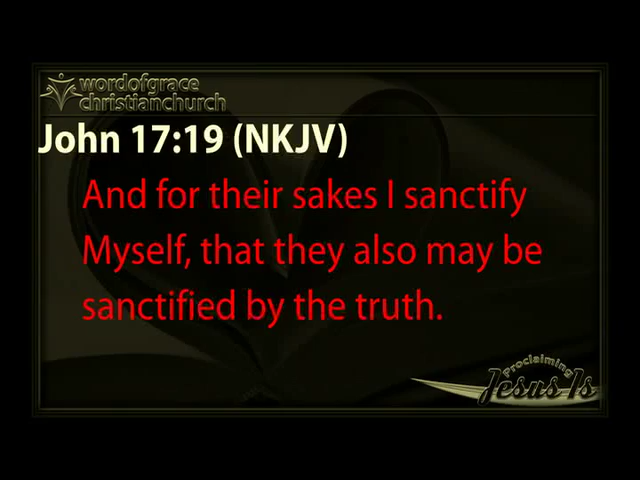 wordofgrace
christianchurch
John 17:19 (NKJV)
And for their sakes I sanctify
Myself, that they also may be
sanctified by the truth.
Proclaiming
Jesus Is